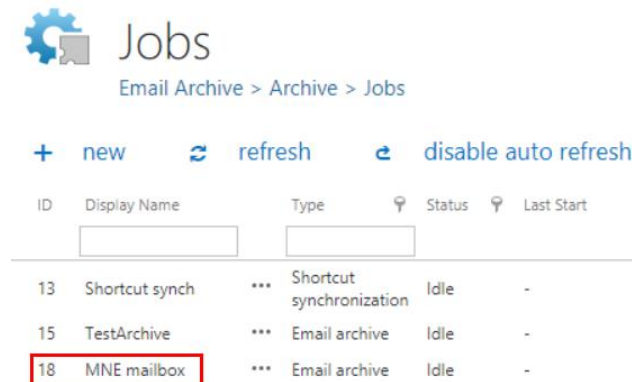 Jobs
Email Archive > Archive > Jobs
+ new refresh disable auto refresh
ID Display Name Type Status Last Start
13 Shortcut synch ••• Shortcut synchronization Idle -
15 TestArchive ••• Email archive Idle -
18 MNE mailbox ••• Email archive Idle -